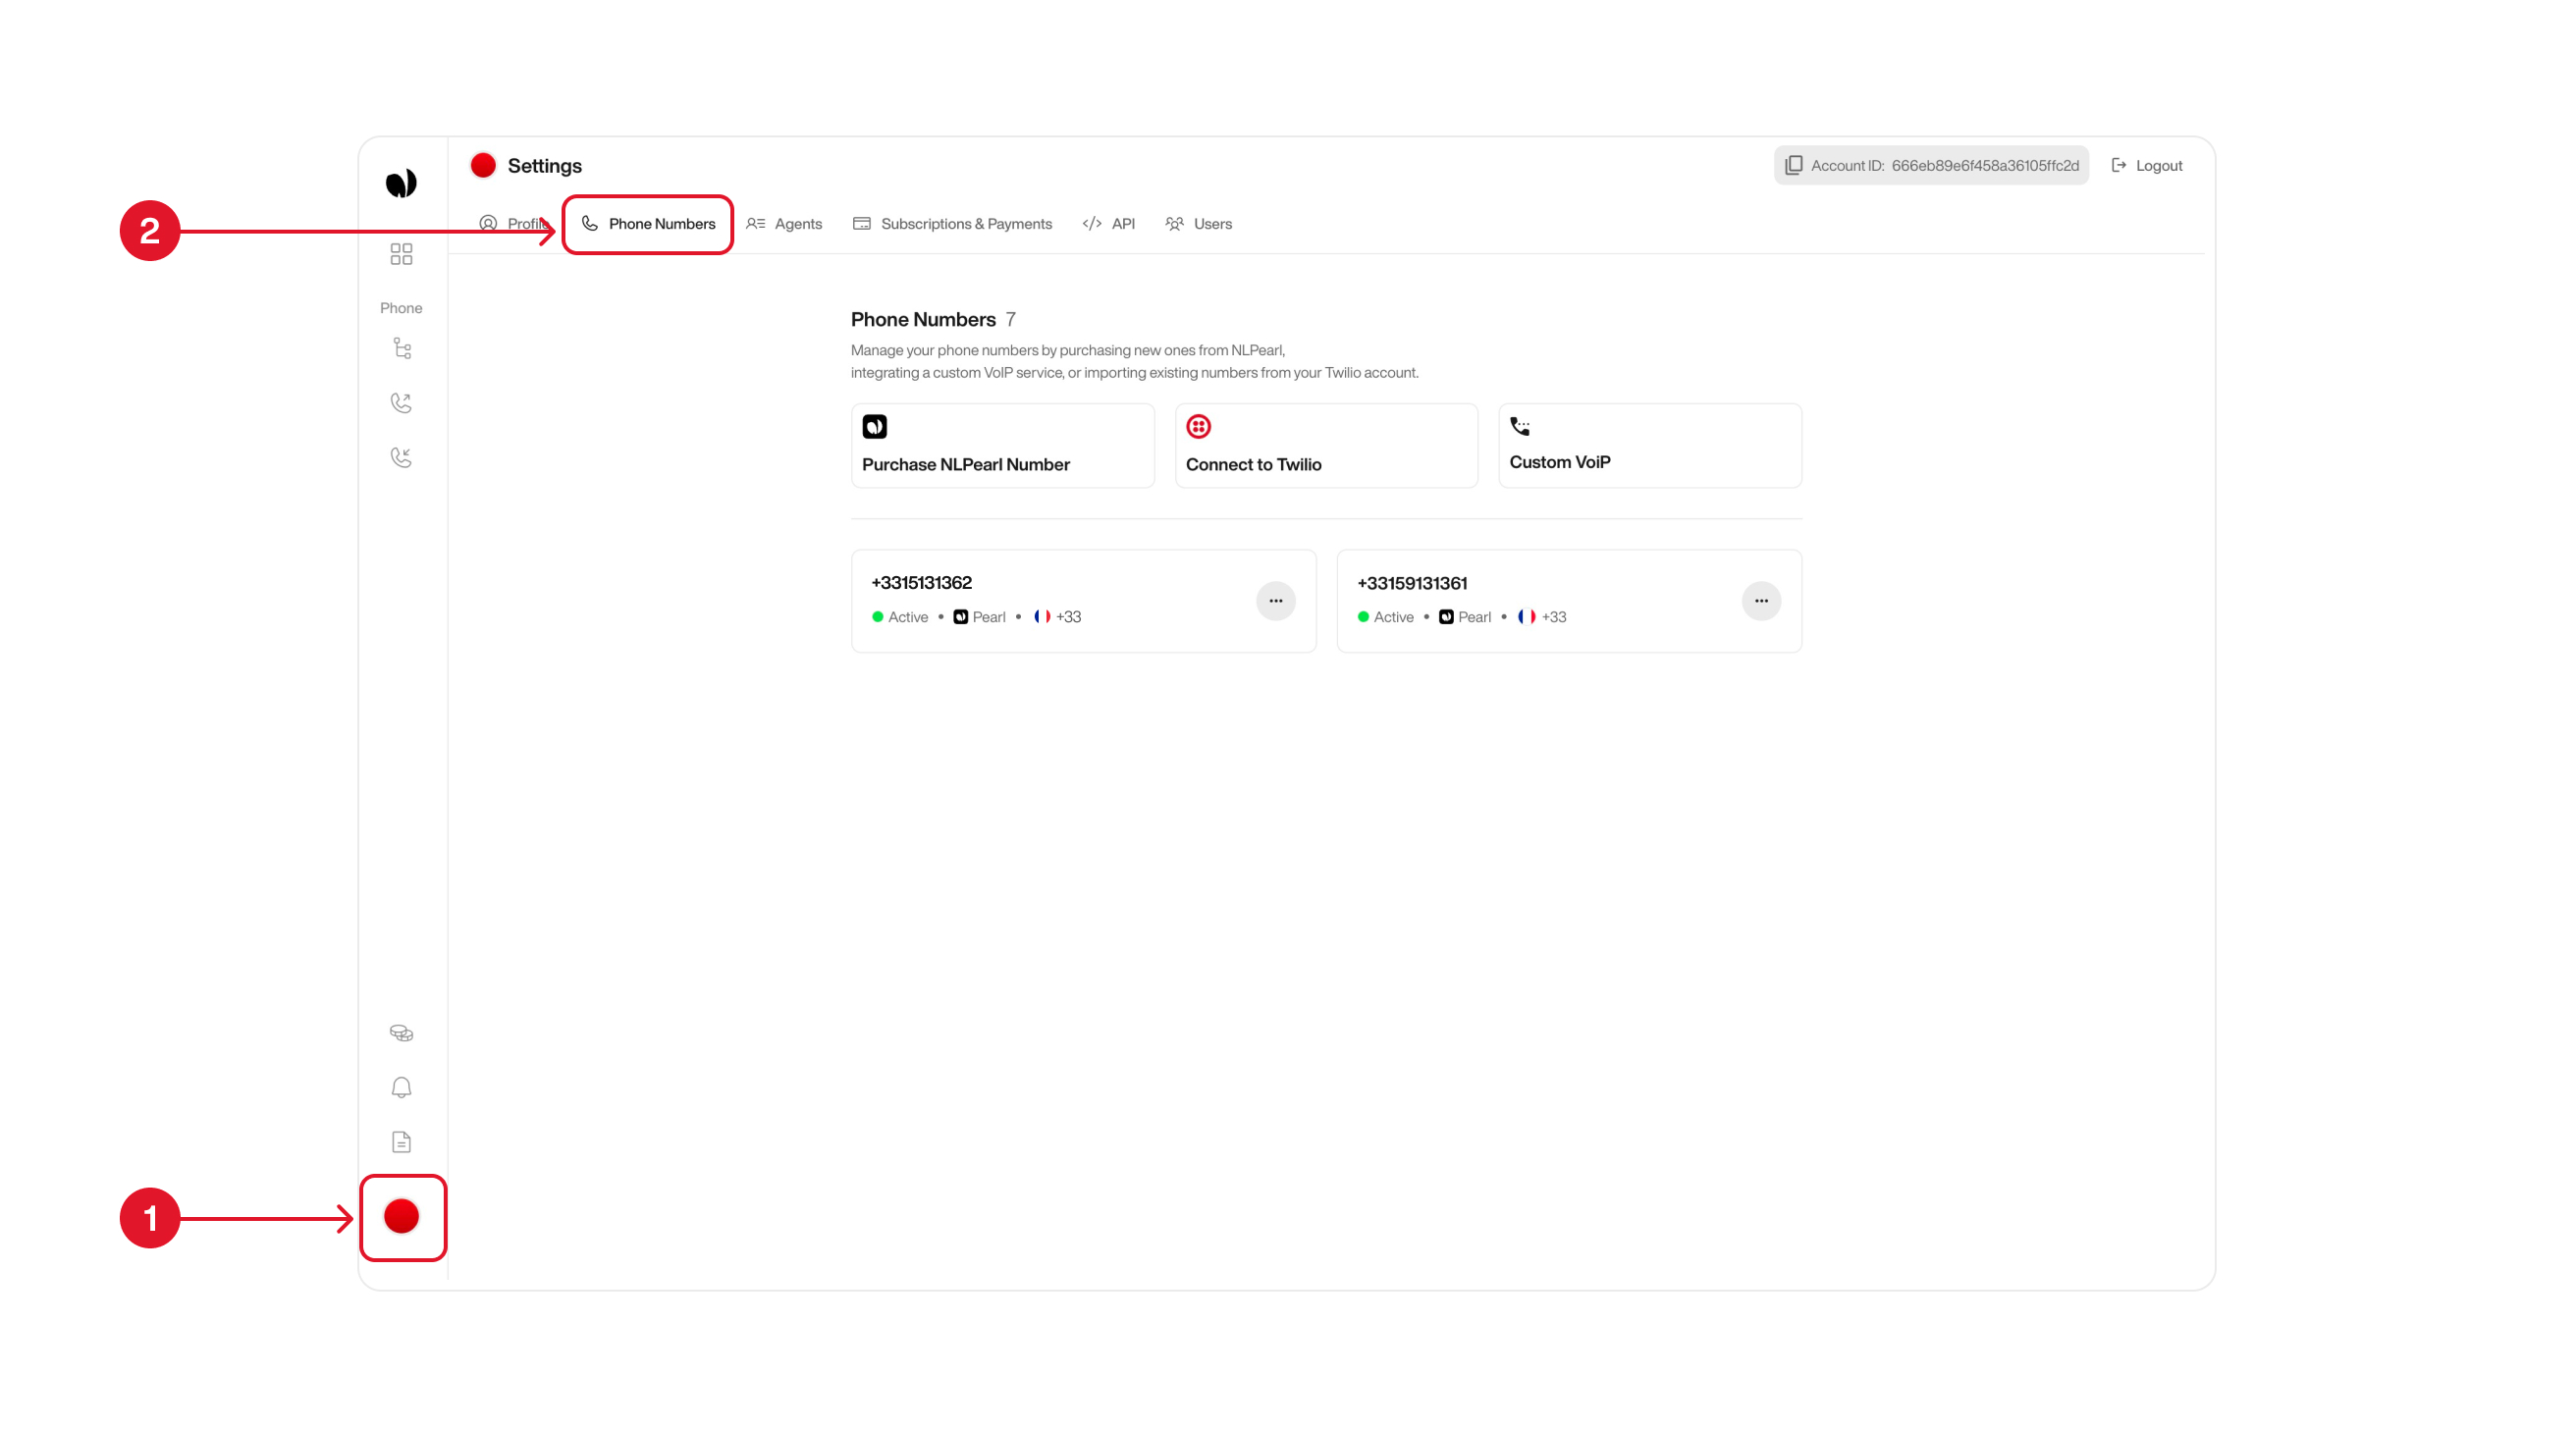 Settings
Account ID: 666eb89e6f458a36105ffc2d
Logout
2
Profile
Phone Numbers
Agents
Subscriptions & Payments
API
Users
Phone
Phone Numbers 7
Manage your phone numbers by purchasing new ones from NLPearl,
integrating a custom VoIP service, or importing existing numbers from your Twilio account.
Purchase NLPearl Number
Connect to Twilio
Custom VoiP
+3315131362
Active • Pearl • +33
+33159131361
Active • Pearl • +33
1